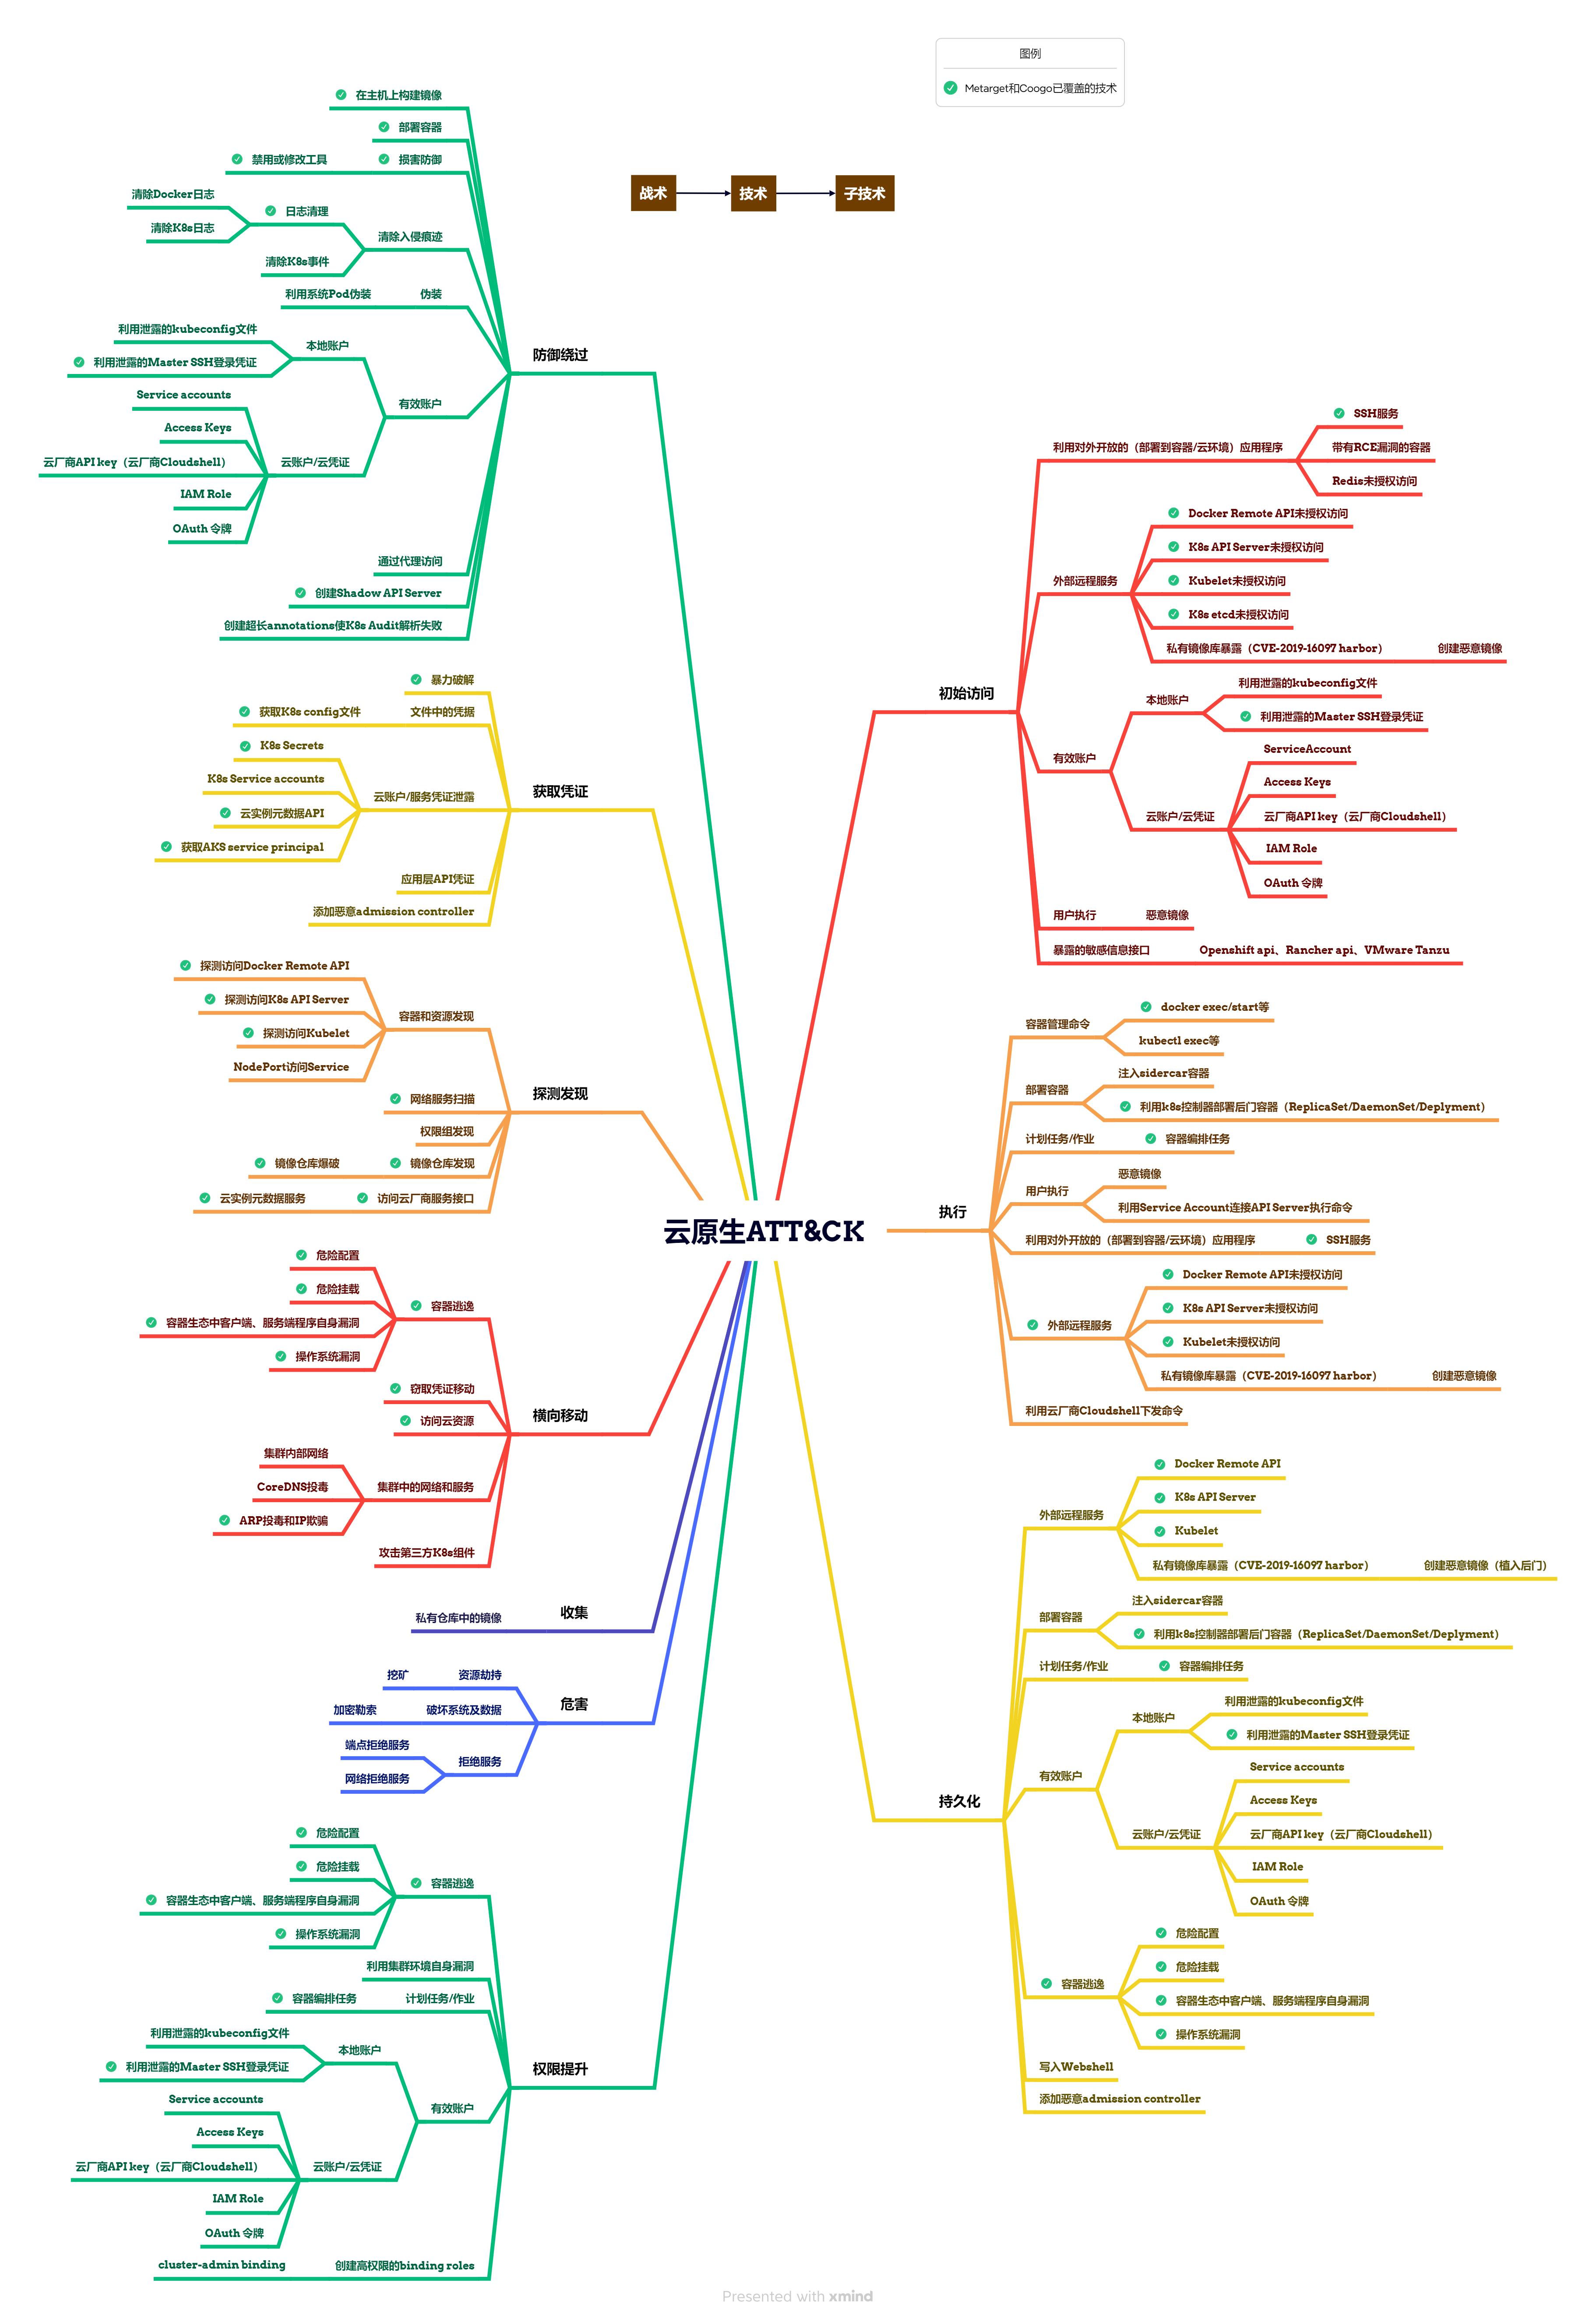 图例
Metarget和Coogo已覆盖的技术
战术
技术
子技术
云原生ATT&CK
初始访问
利用对外开放的（部署到容器/云环境）应用程序
SSH服务
带有RCE漏洞的容器
Redis未授权访问
外部远程服务
Docker Remote API未授权访问
K8s API Server未授权访问
Kubelet未授权访问
K8s etcd未授权访问
私有镜像库暴露（CVE-2019-16097 harbor）
创建恶意镜像
有效账户
本地账户
利用泄露的kubeconfig文件
利用泄露的Master SSH登录凭证
云账户/云凭证
ServiceAccount
Access Keys
云厂商API key（云厂商Cloudshell）
IAM Role
OAuth 令牌
用户执行
恶意镜像
暴露的敏感信息接口
Openshift api、Rancher api、VMware Tanzu
执行
容器管理命令
docker exec/start等
kubectl exec等
部署容器
注入sidercar容器
利用k8s控制器部署后门容器（ReplicaSet/DaemonSet/Deplyment）
计划任务/作业
容器编排任务
用户执行
恶意镜像
利用Service Account连接API Server执行命令
利用对外开放的（部署到容器/云环境）应用程序
SSH服务
外部远程服务
Docker Remote API未授权访问
K8s API Server未授权访问
Kubelet未授权访问
私有镜像库暴露（CVE-2019-16097 harbor）
创建恶意镜像
利用云厂商Cloudshell下发命令
持久化
外部远程服务
Docker Remote API
K8s API Server
Kubelet
私有镜像库暴露（CVE-2019-16097 harbor）
创建恶意镜像（植入后门）
部署容器
注入sidercar容器
利用k8s控制器部署后门容器（ReplicaSet/DaemonSet/Deplyment）
计划任务/作业
容器编排任务
有效账户
本地账户
利用泄露的kubeconfig文件
利用泄露的Master SSH登录凭证
云账户/云凭证
Service accounts
Access Keys
云厂商API key（云厂商Cloudshell）
IAM Role
OAuth 令牌
容器逃逸
危险配置
危险挂载
容器生态中客户端、服务端程序自身漏洞
操作系统漏洞
写入Webshell
添加恶意admission controller
防御绕过
在主机上构建镜像
部署容器
损害防御
禁用或修改工具
清除入侵痕迹
日志清理
清除Docker日志
清除K8s日志
清除K8s事件
伪装
利用系统Pod伪装
有效账户
本地账户
利用泄露的kubeconfig文件
利用泄露的Master SSH登录凭证
云账户/云凭证
Service accounts
Access Keys
云厂商API key（云厂商Cloudshell）
IAM Role
OAuth 令牌
通过代理访问
创建Shadow API Server
创建超长annotations使K8s Audit解析失败
获取凭证
暴力破解
文件中的凭据
获取K8s config文件
云账户/服务凭证泄露
K8s Secrets
K8s Service accounts
云实例元数据API
获取AKS service principal
应用层API凭证
添加恶意admission controller
探测发现
容器和资源发现
探测访问Docker Remote API
探测访问K8s API Server
探测访问Kubelet
NodePort访问Service
网络服务扫描
权限组发现
镜像仓库发现
镜像仓库爆破
访问云厂商服务接口
云实例元数据服务
横向移动
容器逃逸
危险配置
危险挂载
容器生态中客户端、服务端程序自身漏洞
操作系统漏洞
窃取凭证移动
访问云资源
集群中的网络和服务
集群内部网络
CoreDNS投毒
ARP投毒和IP欺骗
攻击第三方K8s组件
收集
私有仓库中的镜像
危害
资源劫持
挖矿
破坏系统及数据
加密勒索
拒绝服务
端点拒绝服务
网络拒绝服务
权限提升
容器逃逸
危险配置
危险挂载
容器生态中客户端、服务端程序自身漏洞
操作系统漏洞
利用集群环境自身漏洞
计划任务/作业
容器编排任务
有效账户
本地账户
利用泄露的kubeconfig文件
利用泄露的Master SSH登录凭证
云账户/云凭证
Service accounts
Access Keys
云厂商API key（云厂商Cloudshell）
IAM Role
OAuth 令牌
创建高权限的binding roles
cluster-admin binding
Presented with xmind